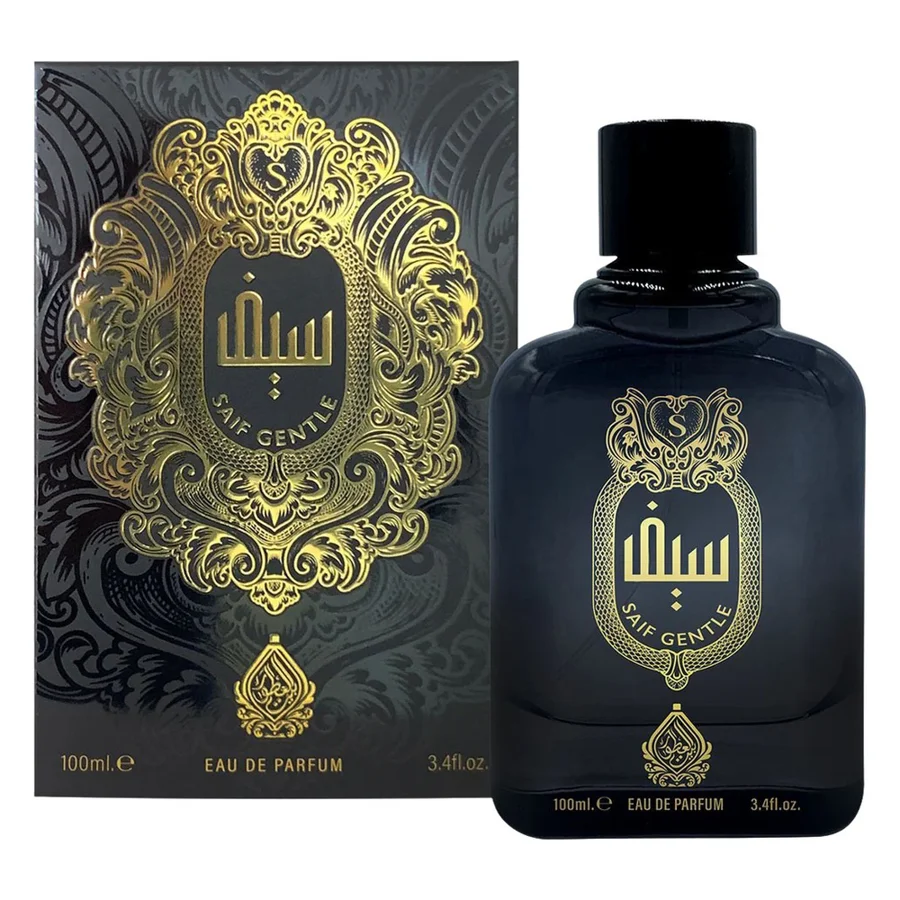 S
سيف
SAIF GENTLE
100ml.℮ EAU DE PARFUM 3.4fl.oz.
S
سيف
SAIF GENTLE
100ml.℮ EAU DE PARFUM 3.4fl.oz.